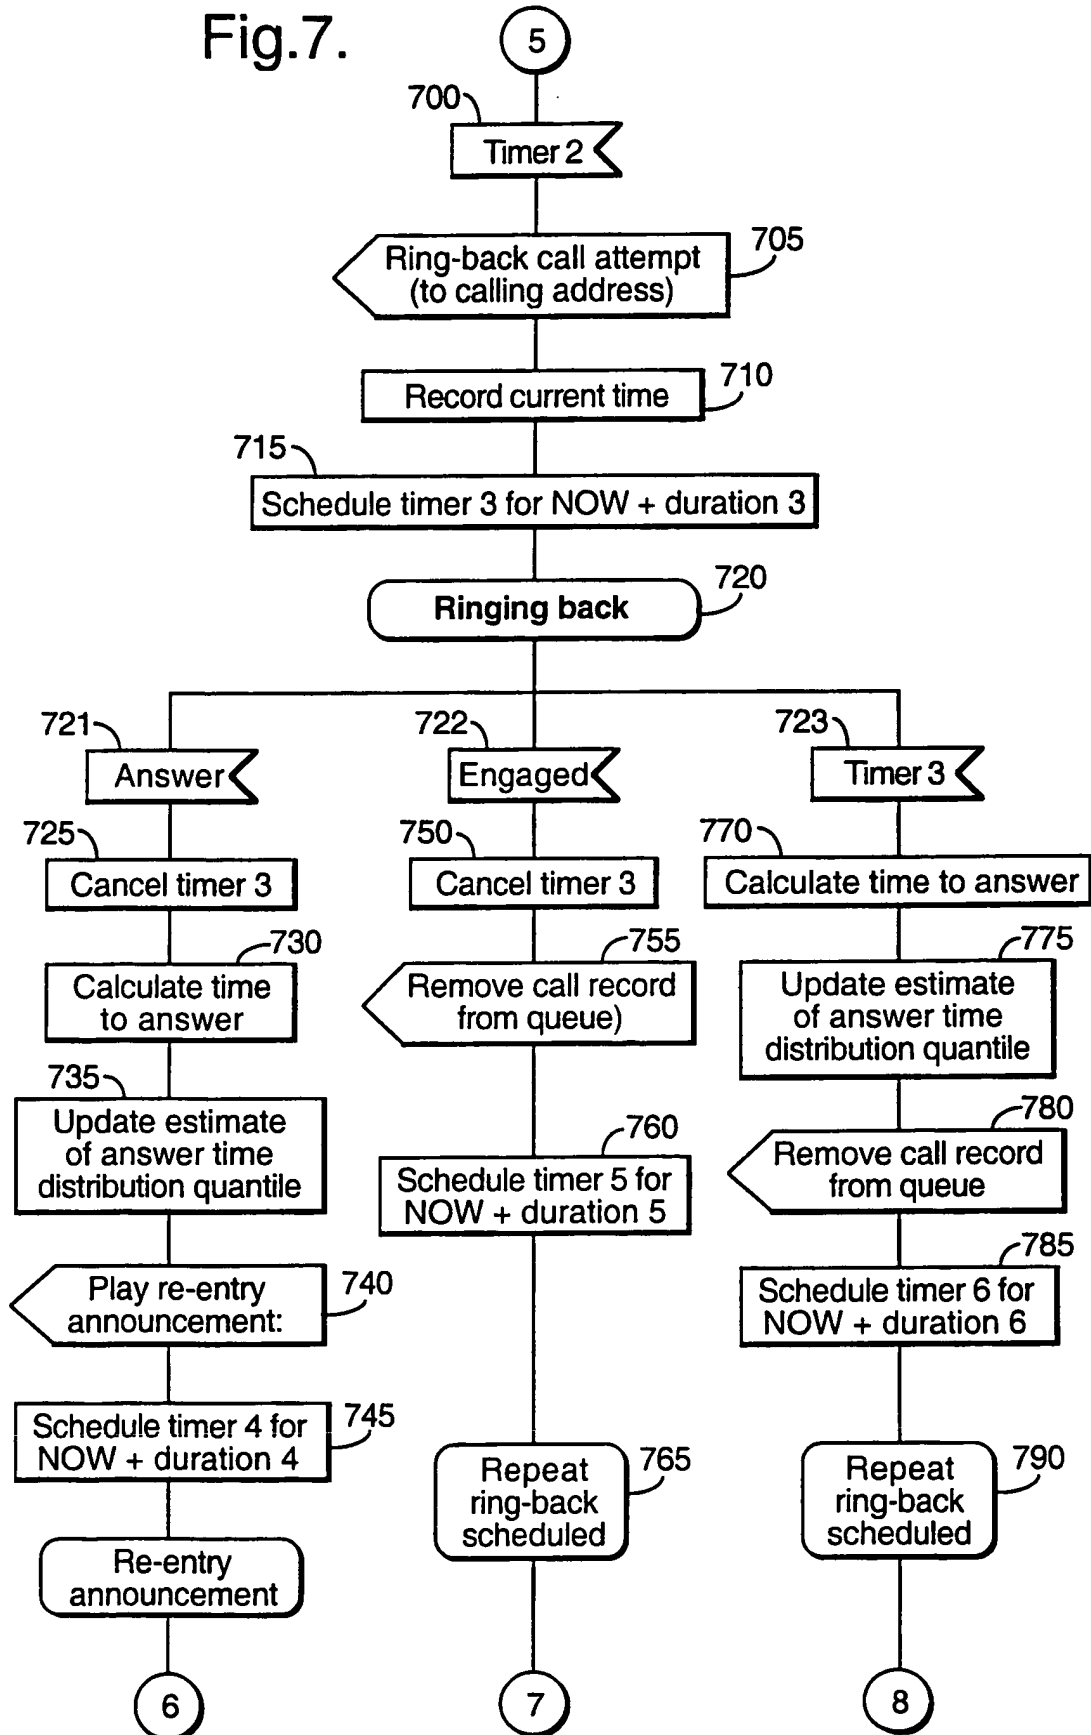 Fig.7.
5
700
Timer 2
Ring-back call attempt
(to calling address)
705
Record current time
710
715
Schedule timer 3 for NOW + duration 3
Ringing back
720
721
Answer
722
Engaged
723
Timer 3
725
Cancel timer 3
750
Cancel timer 3
770
Calculate time to answer
730
Calculate time
to answer
755
Remove call record
from queue)
775
Update estimate
of answer time
distribution quantile
735
Update estimate
of answer time
distribution quantile
760
Schedule timer 5 for
NOW + duration 5
780
Remove call record
from queue
Play re-entry
announcement:
740
785
Schedule timer 6 for
NOW + duration 6
Schedule timer 4 for
NOW + duration 4
745
Repeat
ring-back
scheduled
765
Repeat
ring-back
scheduled
790
Re-entry
announcement
6
7
8